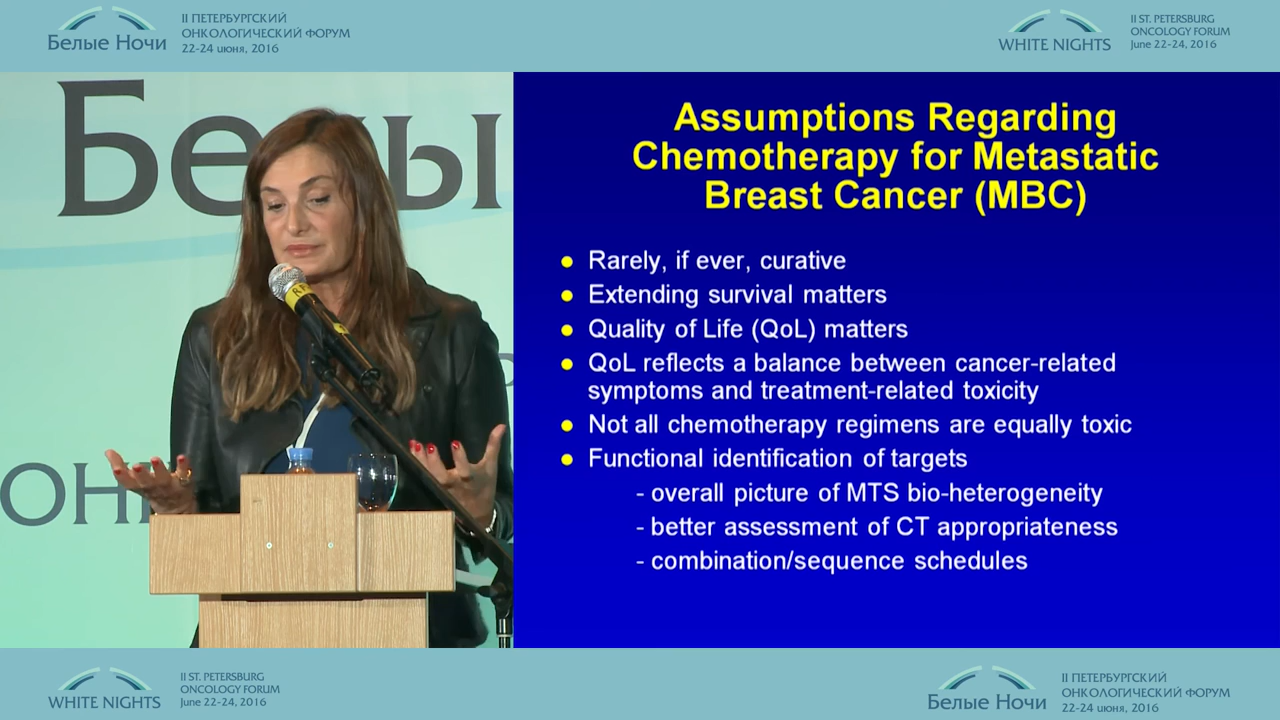 Белые Ночи
II ПЕТЕРБУРГСКИЙ
ОНКОЛОГИЧЕСКИЙ ФОРУМ
22-24 июня, 2016
WHITE NIGHTS
II ST. PETERSBURG
ONCOLOGY FORUM
June 22-24, 2016
Assumptions Regarding
Chemotherapy for Metastatic
Breast Cancer (MBC)
● Rarely, if ever, curative
● Extending survival matters
● Quality of Life (QoL) matters
● QoL reflects a balance between cancer-related
symptoms and treatment-related toxicity
● Not all chemotherapy regimens are equally toxic
● Functional identification of targets
- overall picture of MTS bio-heterogeneity
- better assessment of CT appropriateness
- combination/sequence schedules
WHITE NIGHTS
II ST. PETERSBURG
ONCOLOGY FORUM
June 22-24, 2016
Белые Ночи
II ПЕТЕРБУРГСКИЙ
ОНКОЛОГИЧЕСКИЙ ФОРУМ
22-24 июня, 2016